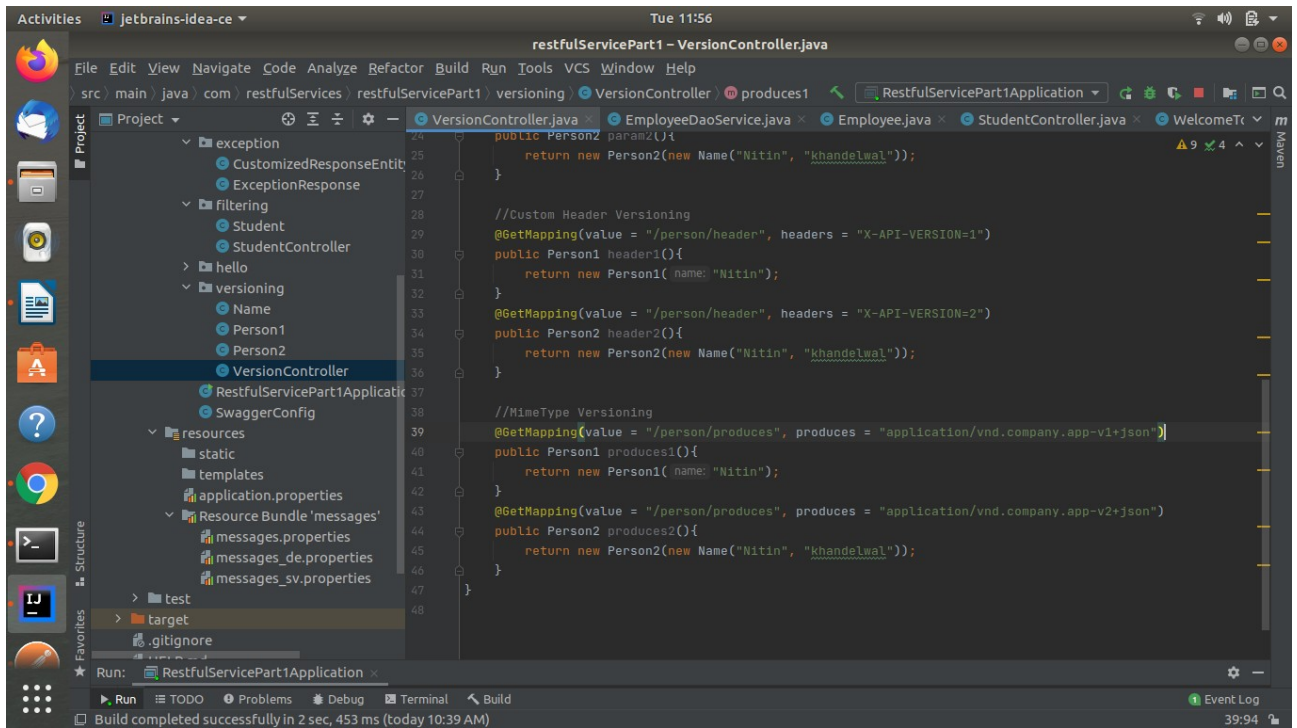 Activities jetbrains-idea-ce Tue 11:56
restfulServicePart1 – VersionController.java
File Edit View Navigate Code Analyze Refactor Build Run Tools VCS Window Help
src main java com restfulServices restfulServicePart1 versioning VersionController produces1 RestfulServicePart1Application
Project
VersionController.java EmployeeDaoService.java Employee.java StudentController.java
Project
Structure
Favorites
exception
CustomizedResponseEntit
ExceptionResponse
filtering
Student
StudentController
hello
versioning
Name
Person1
Person2
VersionController
RestfulServicePart1Applicatio
SwaggerConfig
resources
static
templates
application.properties
Resource Bundle 'messages'
messages.properties
messages_de.properties
messages_sv.properties
test
target
.gitignore
24 public Person2 param2(){
25 return new Person2(new Name("Nitin", "khandelwal"));
26 }
27
28 //Custom Header Versioning
29 @GetMapping(value = "/person/header", headers = "X-API-VERSION=1")
30 public Person1 header1(){
31 return new Person1( name: "Nitin");
32 }
33 @GetMapping(value = "/person/header", headers = "X-API-VERSION=2")
34 public Person2 header2(){
35 return new Person2(new Name("Nitin", "khandelwal"));
36 }
37
38 //MimeType Versioning
39 @GetMapping(value = "/person/produces", produces = "application/vnd.company.app-v1+json")
40 public Person1 produces1(){
41 return new Person1( name: "Nitin");
42 }
43 @GetMapping(value = "/person/produces", produces = "application/vnd.company.app-v2+json")
44 public Person2 produces2(){
45 return new Person2(new Name("Nitin", "khandelwal"));
46 }
47 }
48
9 4
m Maven
Run: RestfulServicePart1Application
Run TODO Problems Debug Terminal Build 1 Event Log
Build completed successfully in 2 sec, 453 ms (today 10:39 AM) 39:94